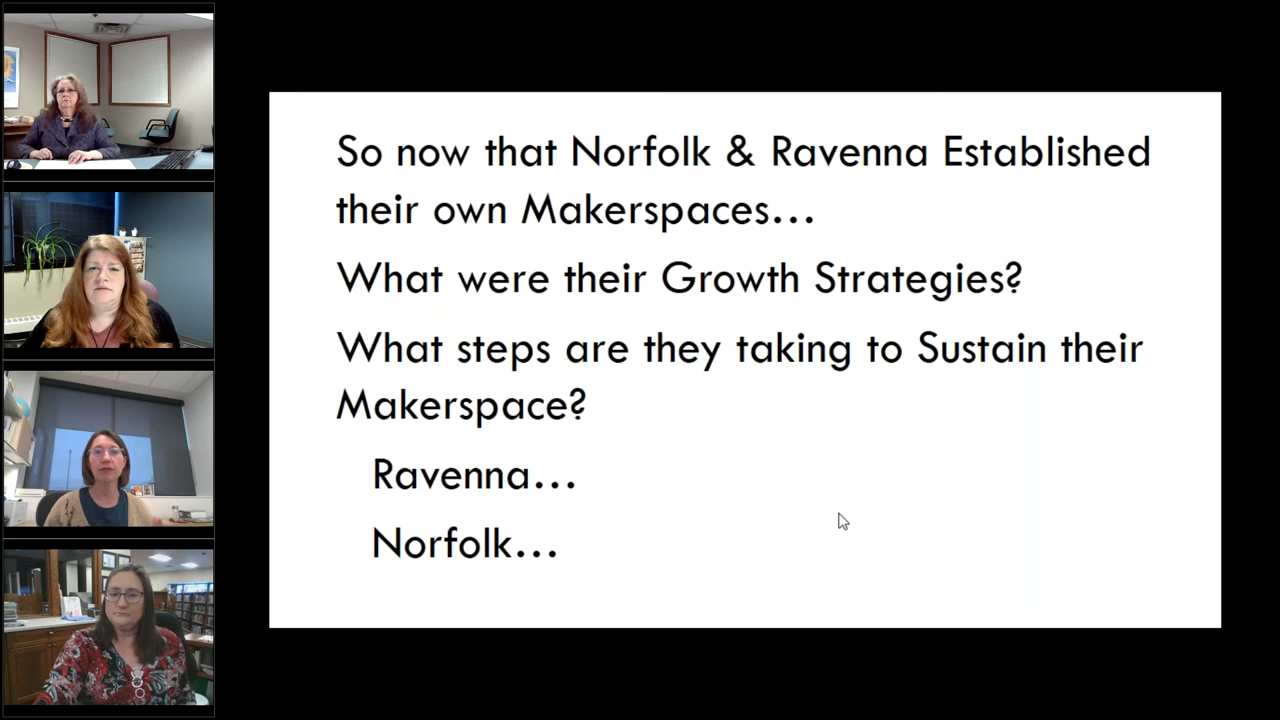 So now that Norfolk & Ravenna Established
their own Makerspaces…
What were their Growth Strategies?
What steps are they taking to Sustain their
Makerspace?
Ravenna…
Norfolk…